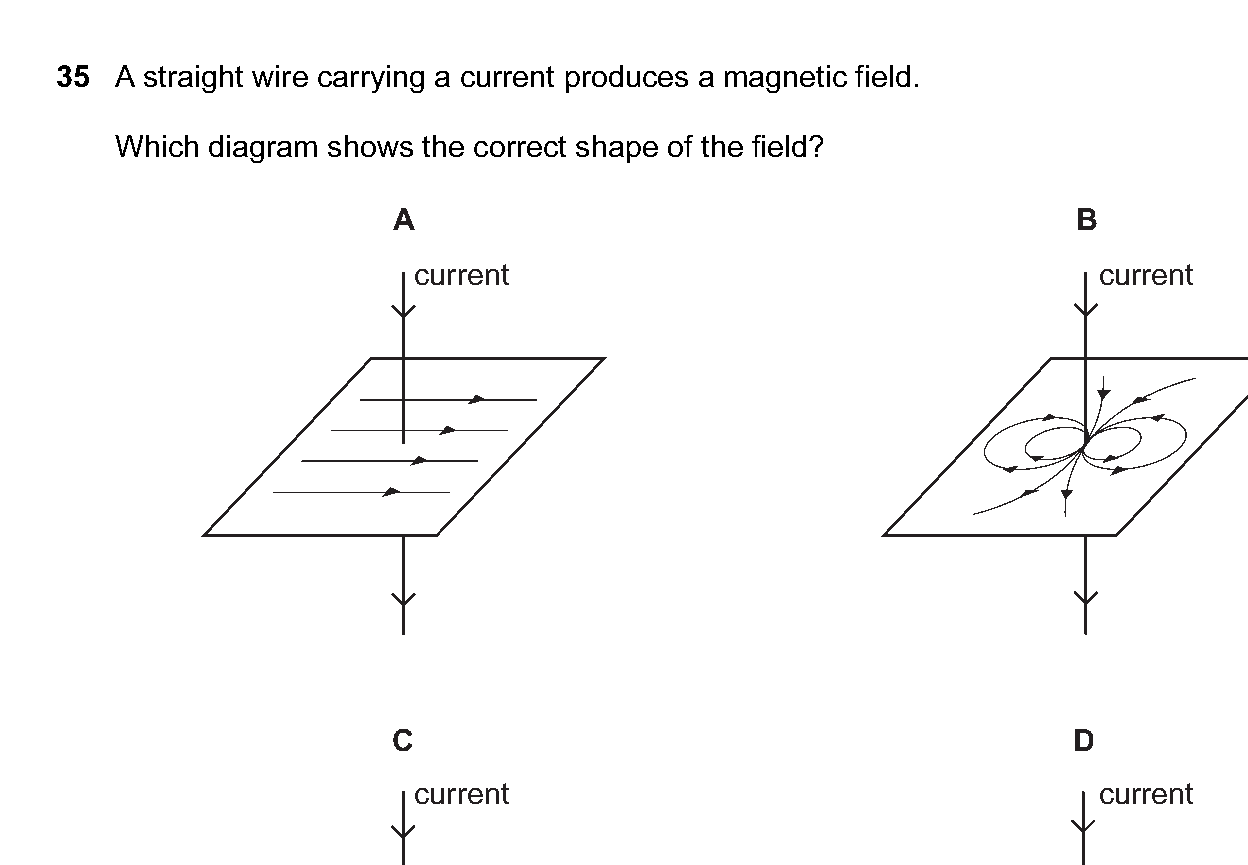 35 A straight wire carrying a current produces a magnetic field.
Which diagram shows the correct shape of the field?
A
B
current
current
C
D
current
current